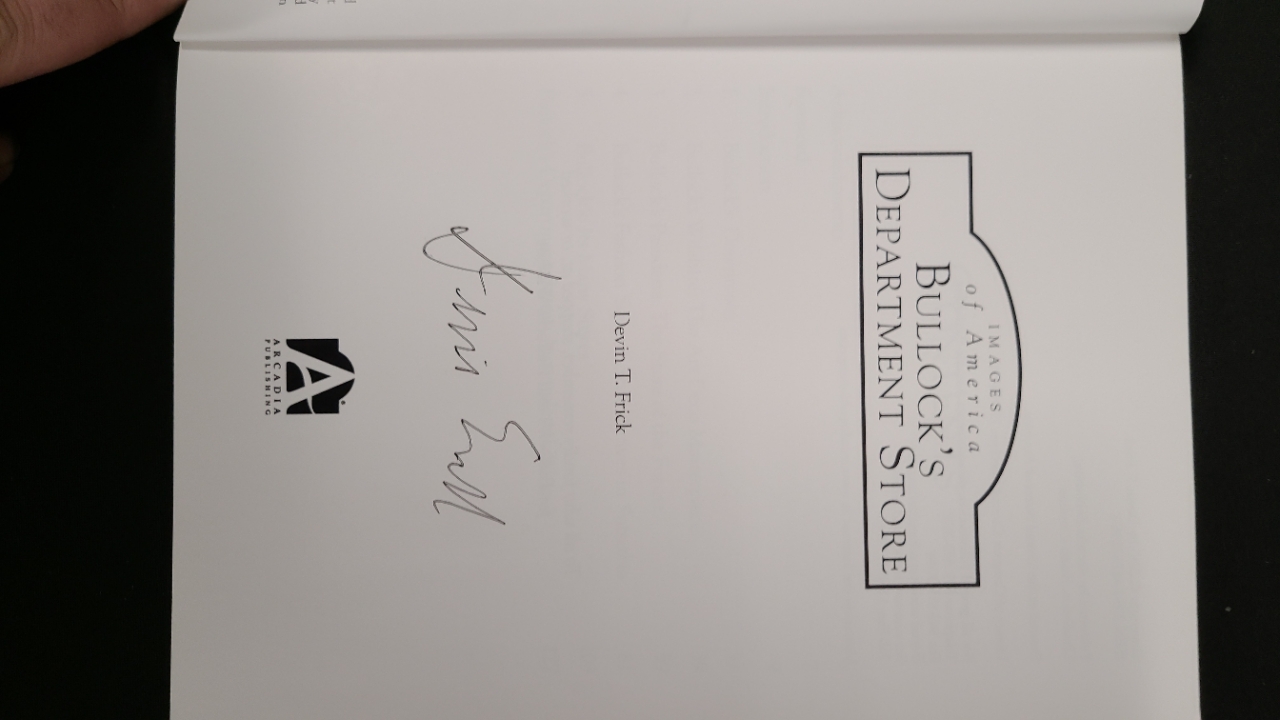 IMAGES
of America
BULLOCK'S
DEPARTMENT STORE
Devin T. Frick
ARCADIA
PUBLISHING